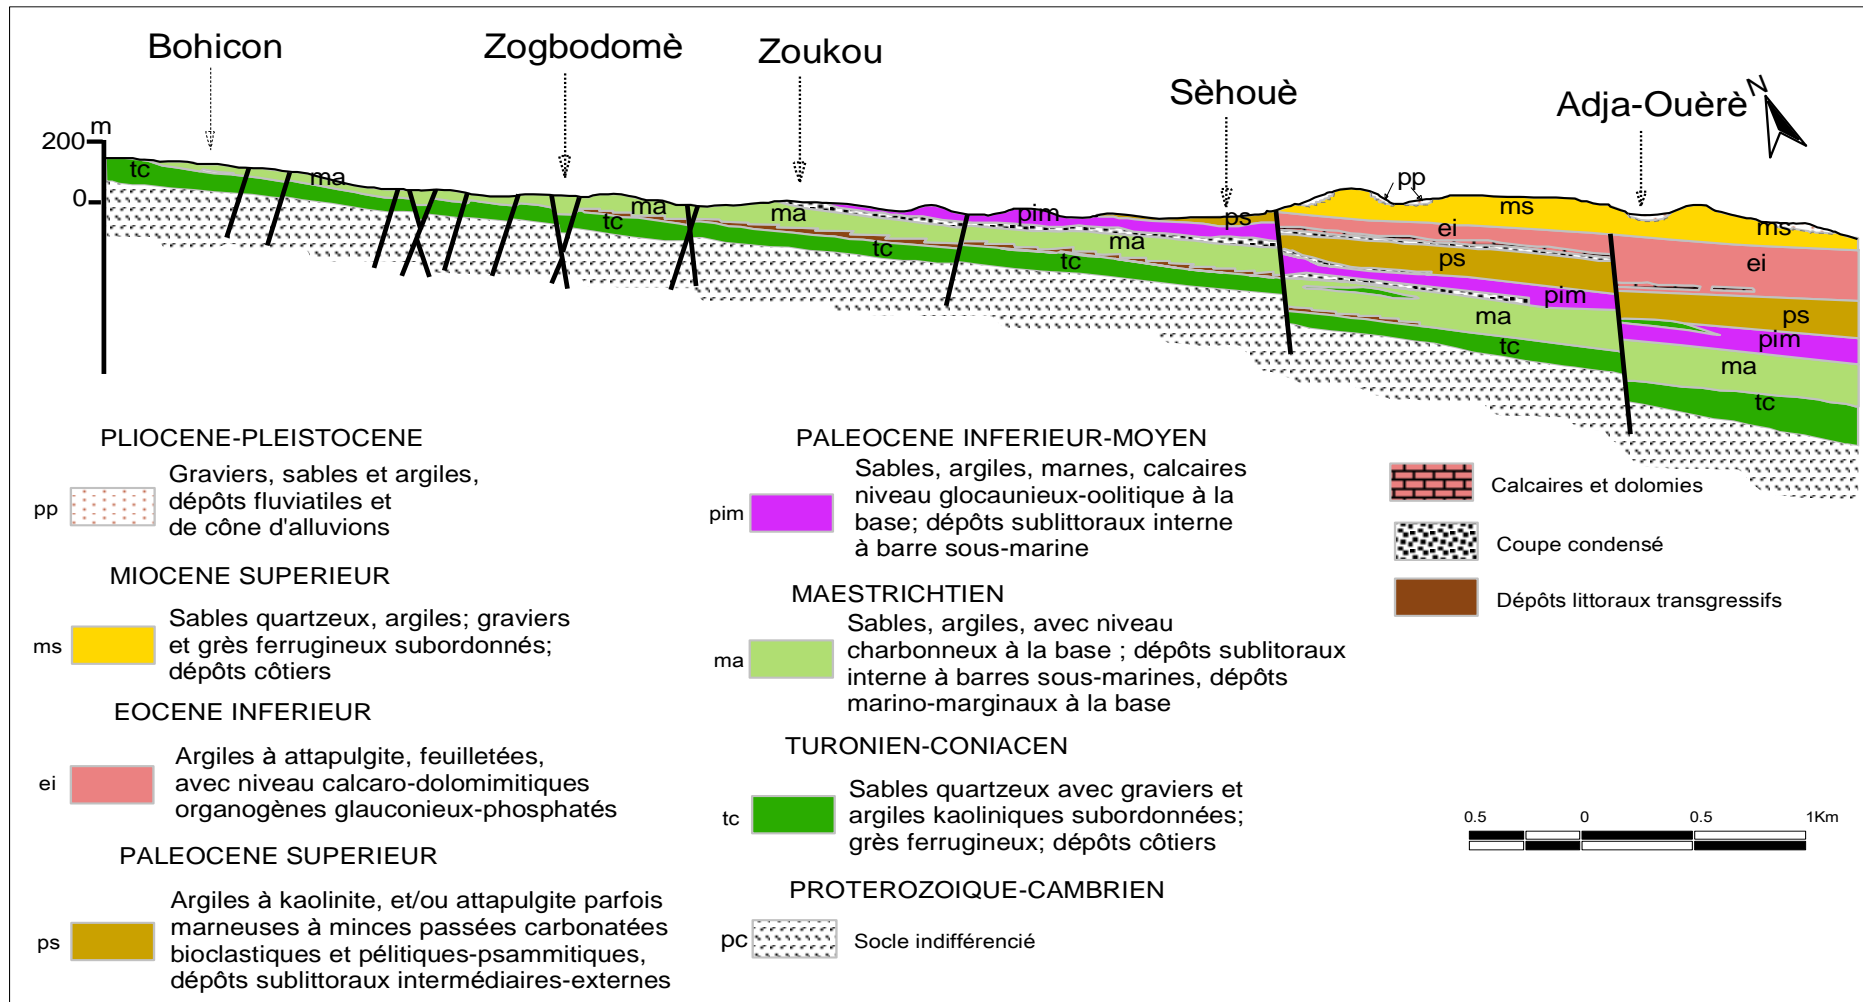 Bohicon
Zogbodomè
Zoukou
Sèhouè
Adja-Ouèrè
N
m
200
0
tc
ma
ma
tc
ma
tc
pim
ma
tc
ps
pp
ms
ei
ps
pim
ma
tc
ms
ei
ps
pim
ma
tc
PLIOCENE-PLEISTOCENE
pp
Graviers, sables et argiles,
dépôts fluviatiles et
de cône d'alluvions
MIOCENE SUPERIEUR
ms
Sables quartzeux, argiles; graviers
et grès ferrugineux subordonnés;
dépôts côtiers
EOCENE INFERIEUR
ei
Argiles à attapulgite, feuilletées,
avec niveau calcaro-dolomimitiques
organogènes glauconieux-phosphatés
PALEOCENE SUPERIEUR
ps
Argiles à kaolinite, et/ou attapulgite parfois
marneuses à minces passées carbonatées
bioclastiques et pélitiques-psammitiques,
dépôts sublittoraux intermédiaires-externes
PALEOCENE INFERIEUR-MOYEN
pim
Sables, argiles, marnes, calcaires
niveau glocaunieux-oolitique à la
base; dépôts sublittoraux interne
à barre sous-marine
MAESTRICHTIEN
ma
Sables, argiles, avec niveau
charbonneux à la base ; dépôts sublitoraux
interne à barres sous-marines, dépôts
marino-marginaux à la base
TURONIEN-CONIACEN
tc
Sables quartzeux avec graviers et
argiles kaoliniques subordonnées;
grès ferrugineux; dépôts côtiers
PROTEROZOIQUE-CAMBRIEN
pc
Socle indifférencié
Calcaires et dolomies
Coupe condensé
Dépôts littoraux transgressifs
0.5 0 0.5 1Km